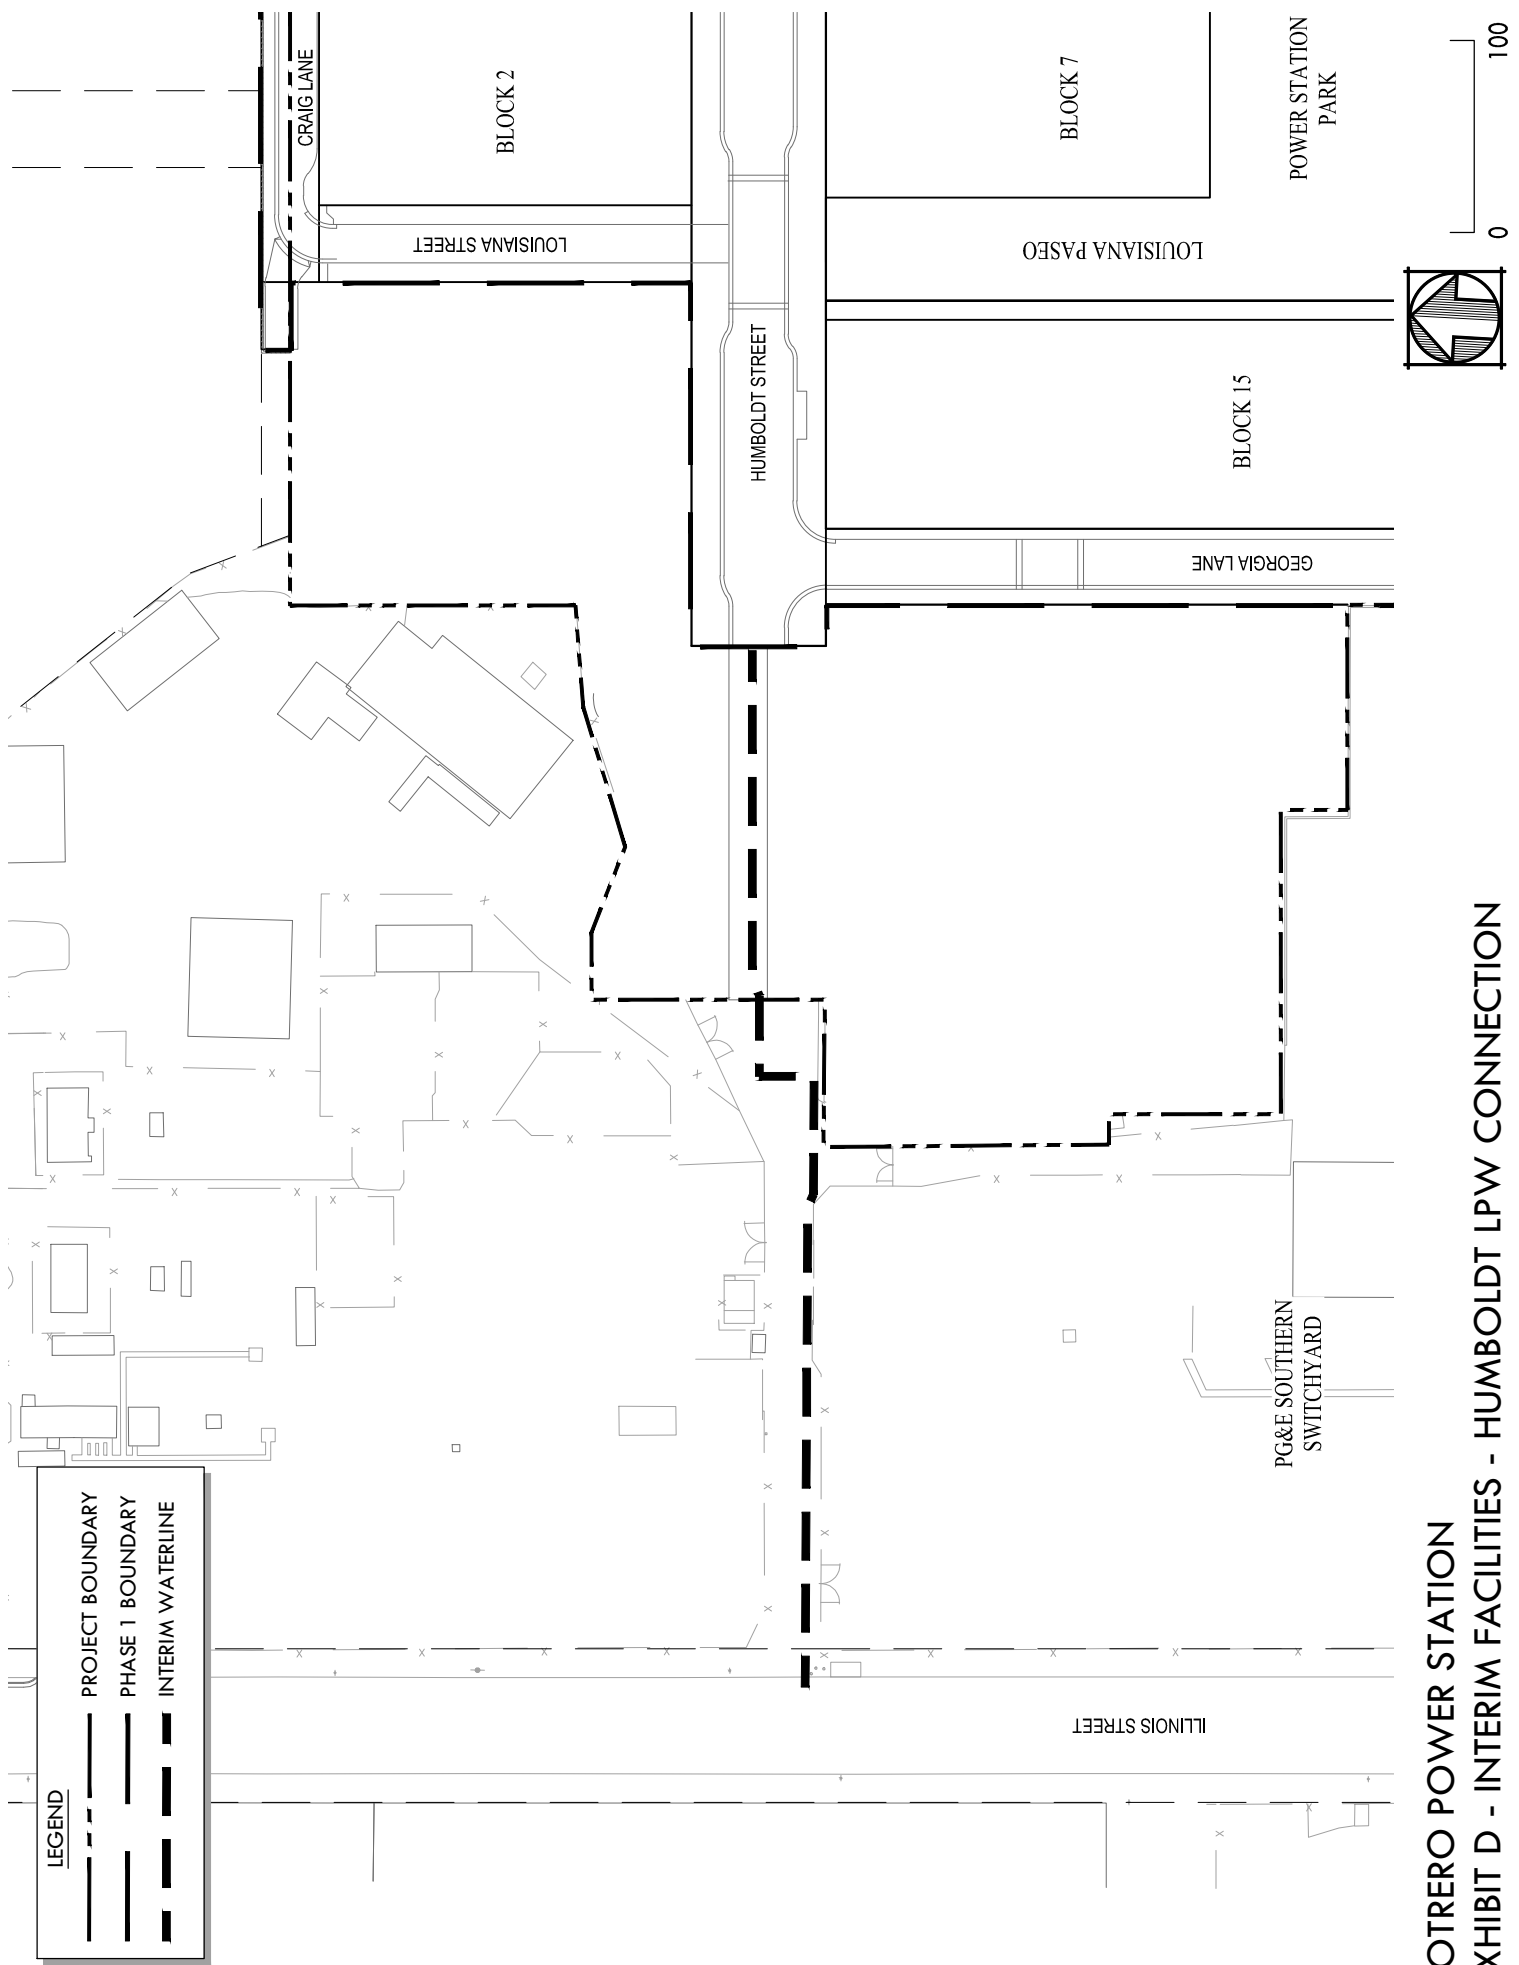 LEGEND
PROJECT BOUNDARY
PHASE 1 BOUNDARY
INTERIM WATERLINE
CRAIG LANE
BLOCK 2
LOUISIANA STREET
HUMBOLDT STREET
BLOCK 7
POWER STATION
PARK
LOUISIANA PASEO
BLOCK 15
GEORGIA LANE
PG&E SOUTHERN
SWITCHYARD
ILLINOIS STREET
0 100
OTRERO POWER STATION
XHIBIT D - INTERIM FACILITIES - HUMBOLDT LPW CONNECTION